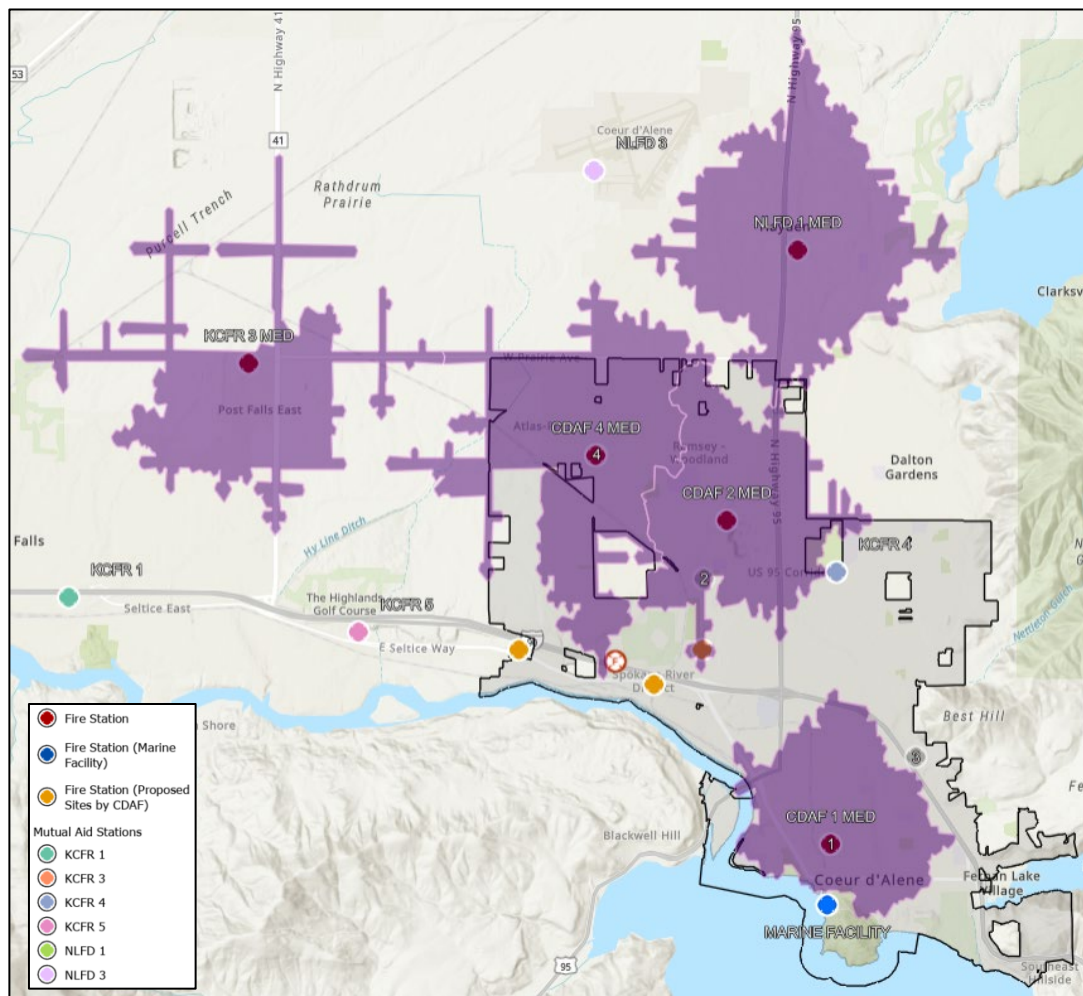 N Highway 41
N Highway 95
53
41
Coeur d'Alene
NLFD 3
Rathdrum
Prairie
Purcell Trench
NLFD 1 MED
Clarksv
KCFR 3 MED
W Prairie Ave
Post Falls East
CDAF 4 MED
4
Ramsey -
Woodland
N Highway 95
Dalton
Gardens
CDAF 2 MED
Hy Line Ditch
Falls
KCFR 4
KCFR 1
2
US 95 Corrid
Seltice East
The Highlands
Golf Course
KCFR 5
Nettleton Gulch
E Seltice Way
F
Spokane River
District
Best Hill
3
Fe
n Shore
Blackwell Hill
CDAF 1 MED
1
Coeur d'Alene
Fernan Lake
Village
MARINE FACILITY
95
Southeast
Hillside
Fire Station
Fire Station (Marine
Facility)
Fire Station (Proposed
Sites by CDAF)
Mutual Aid Stations
KCFR 1
KCFR 3
KCFR 4
KCFR 5
NLFD 1
NLFD 3